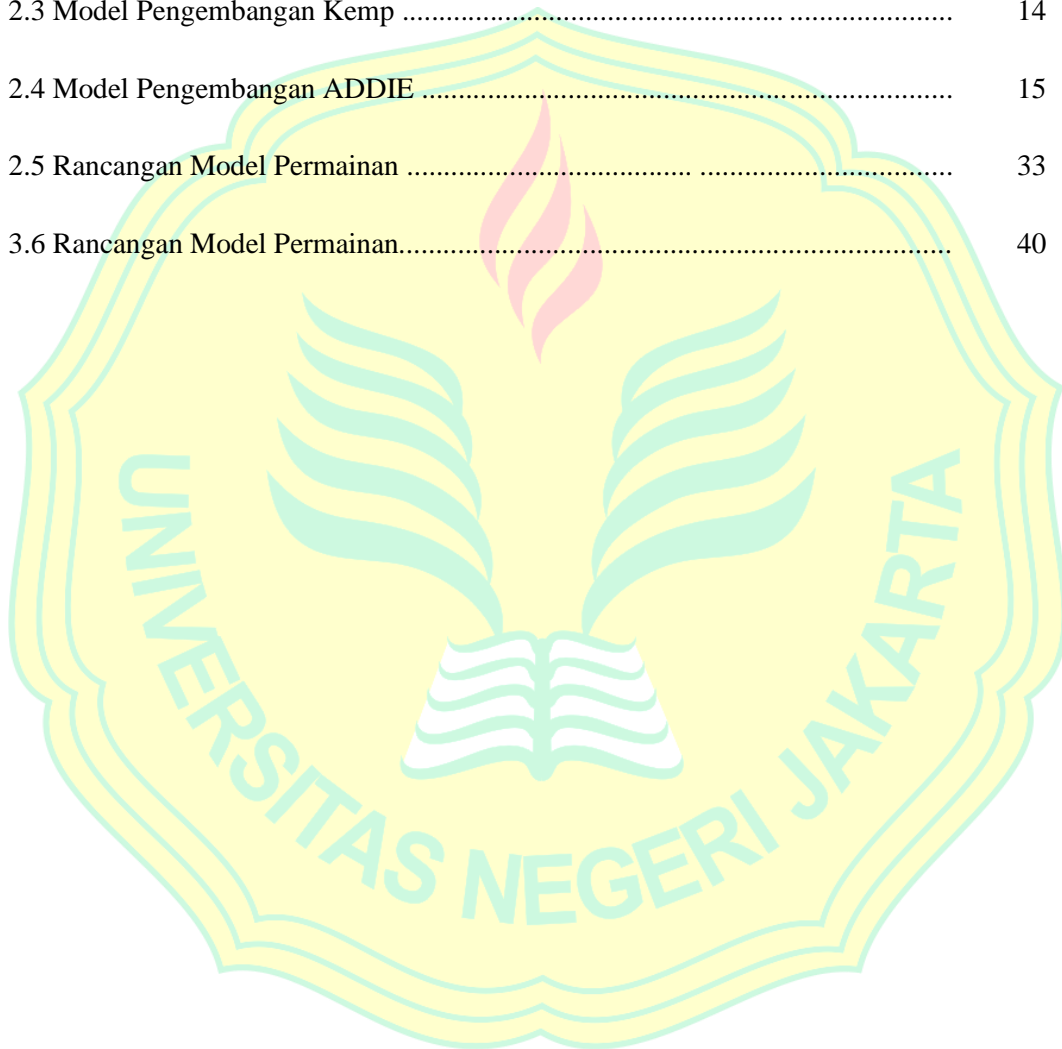 2.3 Model Pengembangan Kemp ................................................ ...................... 14
2.4 Model Pengembangan ADDIE ....................................................................... 15
2.5 Rancangan Model Permainan ...................................... .................................. 33
3.6 Rancangan Model Permainan.......................................................................... 40
UNIVERSITAS NEGERI JAKARTA